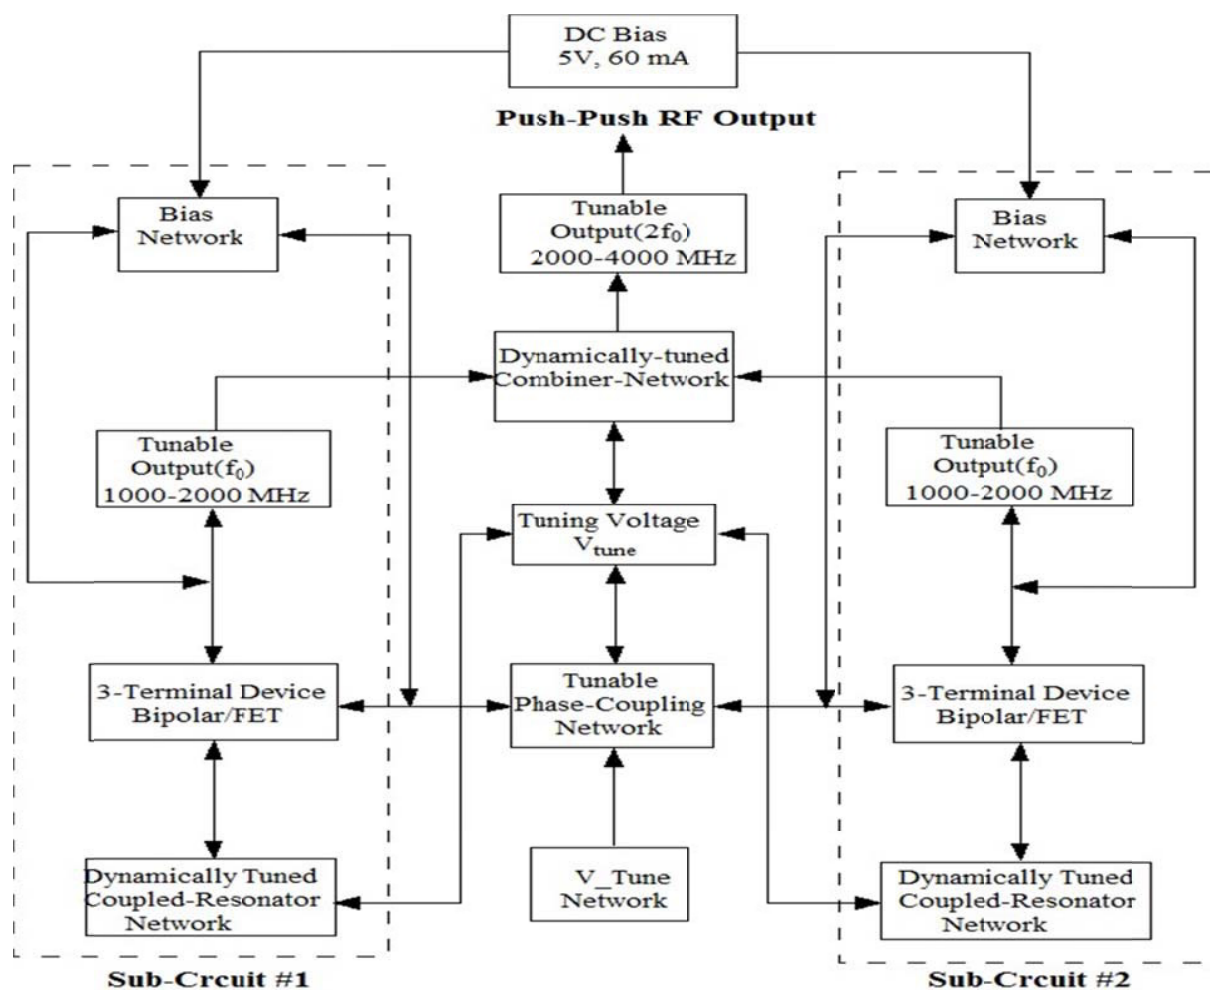 DC Bias
5V, 60 mA
Push-Push RF Output
Bias
Network
Tunable
Output(2f₀)
2000-4000 MHz
Bias
Network
Dynamically-tuned
Combiner-Network
Tunable
Output(f₀)
1000-2000 MHz
Tunable
Output(f₀)
1000-2000 MHz
Tuning Voltage
Vtune
3-Terminal Device
Bipolar/FET
Tunable
Phase-Coupling
Network
3-Terminal Device
Bipolar/FET
Dynamically Tuned
Coupled-Resonator
Network
V_Tune
Network
Dynamically Tuned
Coupled-Resonator
Network
Sub-Crcuit #1
Sub-Crcuit #2